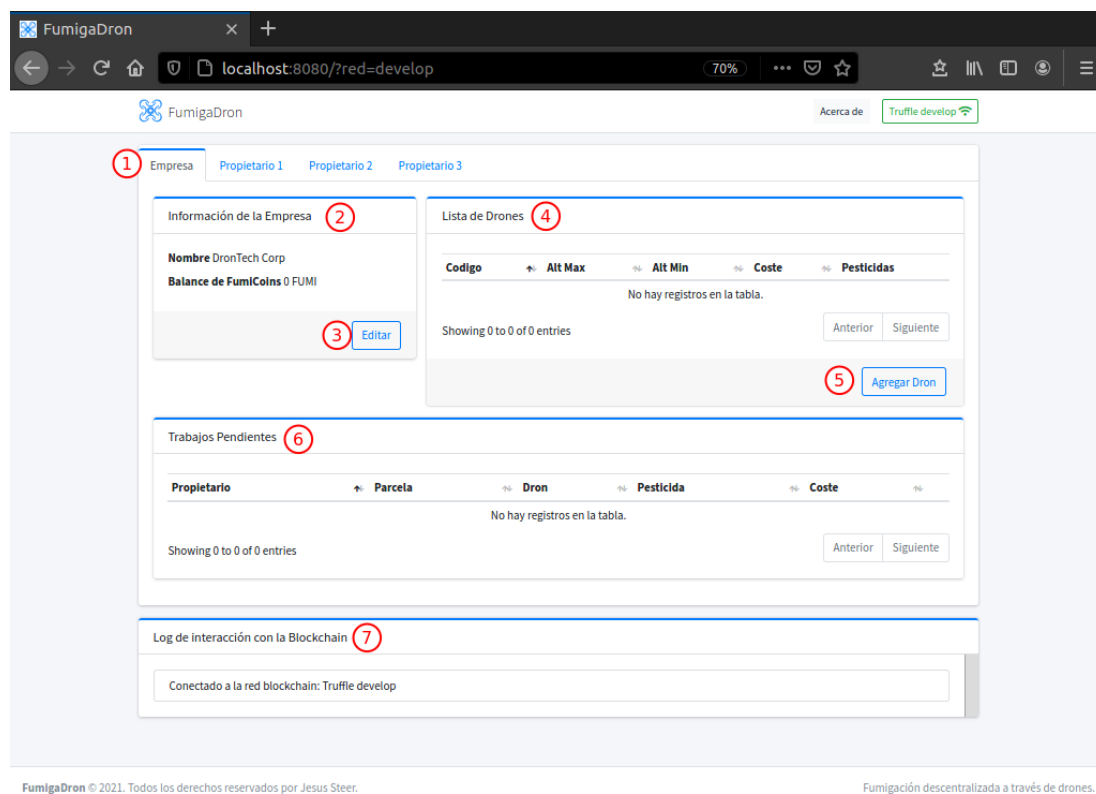 FumigaDron
localhost:8080/?red=develop 70%
FumigaDron Acerca de Truffle develop
1 Empresa Propietario 1 Propietario 2 Propietario 3
Información de la Empresa 2
Nombre DronTech Corp
Balance de FumiCoins 0 FUMI
3 Editar
Lista de Drones 4
Codigo Alt Max Alt Min Coste Pesticidas
No hay registros en la tabla.
Showing 0 to 0 of 0 entries Anterior Siguiente
5 Agregar Dron
Trabajos Pendientes 6
Propietario Parcela Dron Pesticida Coste
No hay registros en la tabla.
Showing 0 to 0 of 0 entries Anterior Siguiente
Log de interacción con la Blockchain 7
Conectado a la red blockchain: Truffle develop
FumigaDron © 2021. Todos los derechos reservados por Jesus Steer. Fumigación descentralizada a través de drones.